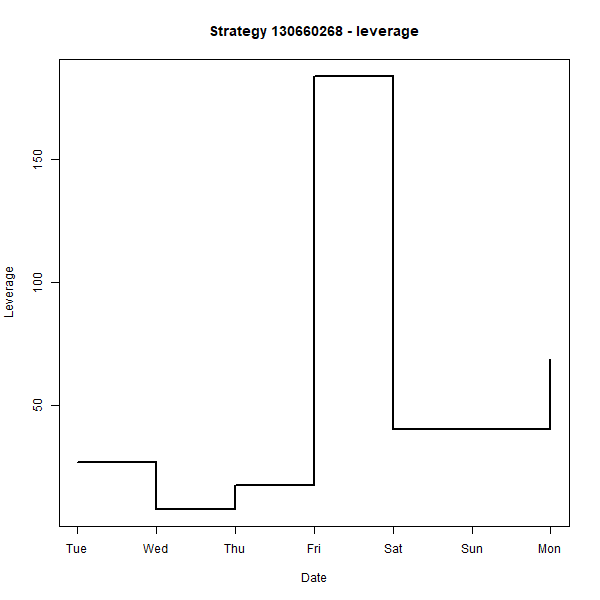 Strategy 130660268 - leverage
150
100
50
Leverage
Tue Wed Thu Fri Sat Sun Mon
Date